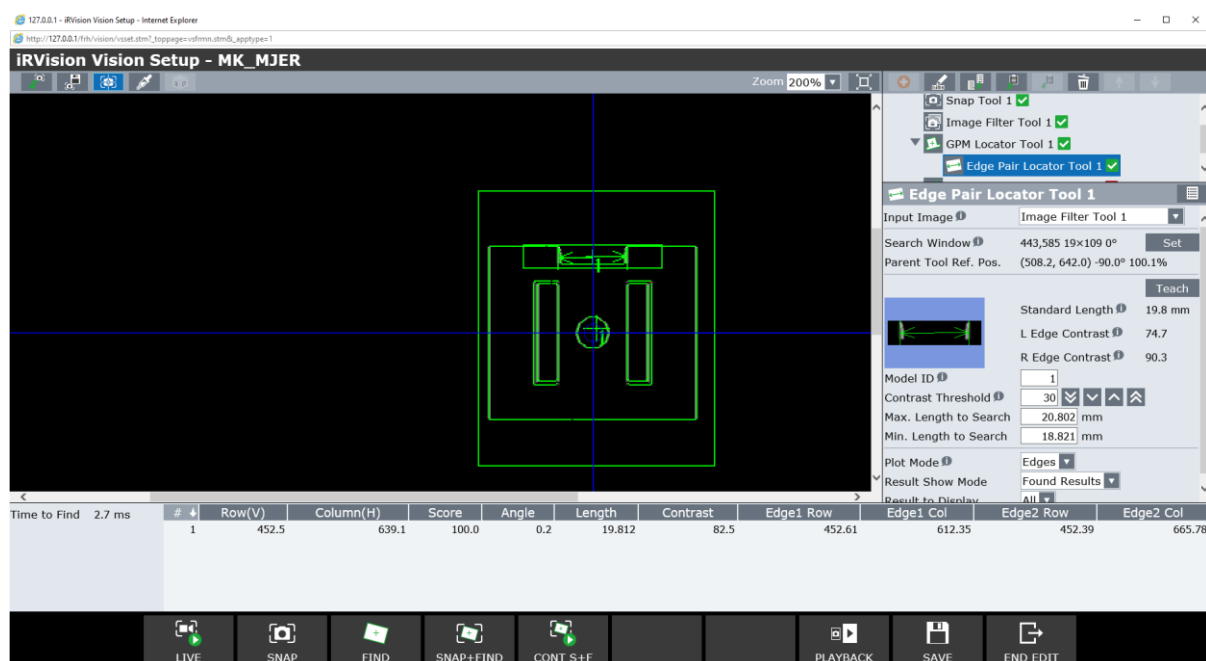 127.0.0.1 - iRVision Vision Setup - Internet Explorer
http://127.0.0.1/frh/vision/vsset.stm?_toppage=vsfrmn.stm&_apptype=1
iRVision Vision Setup - MK_MJER
Zoom 200%
Snap Tool 1
Image Filter Tool 1
GPM Locator Tool 1
Edge Pair Locator Tool 1
Edge Pair Locator Tool 1
Input Image Image Filter Tool 1
Search Window 443,585 19×109 0° Set
Parent Tool Ref. Pos. (508.2, 642.0) -90.0° 100.1%
Teach
Standard Length 19.8 mm
L Edge Contrast 74.7
R Edge Contrast 90.3
Model ID 1
Contrast Threshold 30
Max. Length to Search 20.802 mm
Min. Length to Search 18.821 mm
Plot Mode Edges
Result Show Mode Found Results
Result to Display All
1
1
Time to Find 2.7 ms
# Row(V) Column(H) Score Angle Length Contrast Edge1 Row Edge1 Col Edge2 Row Edge2 Col
1 452.5 639.1 100.0 0.2 19.812 82.5 452.61 612.35 452.39 665.78
LIVE SNAP FIND SNAP+FIND CONT S+F PLAYBACK SAVE END EDIT